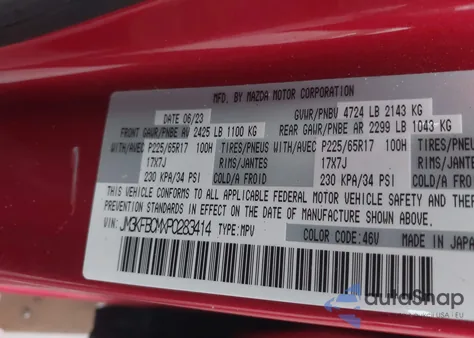 MFD. BY MAZDA MOTOR CORPORATION
DATE 06/23 GVWR/PNBV 4724 LB 2143 KG
FRONT GAWR/PNBE AV 2425 LB 1100 KG REAR GAWR/PNBE AR 2299 LB 1043 KG
WITH/AVEC P225/65R17 100H TIRES/PNEUS WITH/AVEC P225/65R17 100H TIRES/PNEUS
17X7J RIMS/JANTES 17X7J RIMS/JANTES
230 KPA/34 PSI COLD/A FROID 230 KPA/34 PSI COLD/A FROID
THIS VEHICLE CONFORMS TO ALL APPLICABLE FEDERAL MOTOR VEHICLE SAFETY AND THEFT
PREVENTION STANDARDS IN EFFECT ON THE DATE OF MANUFACTURE SHOWN ABOVE.
VIN: JM3KFBCMXP0283414 TYPE: MPV COLOR CODE: 46V MADE IN JAPAN
autoSnap
USA | EU